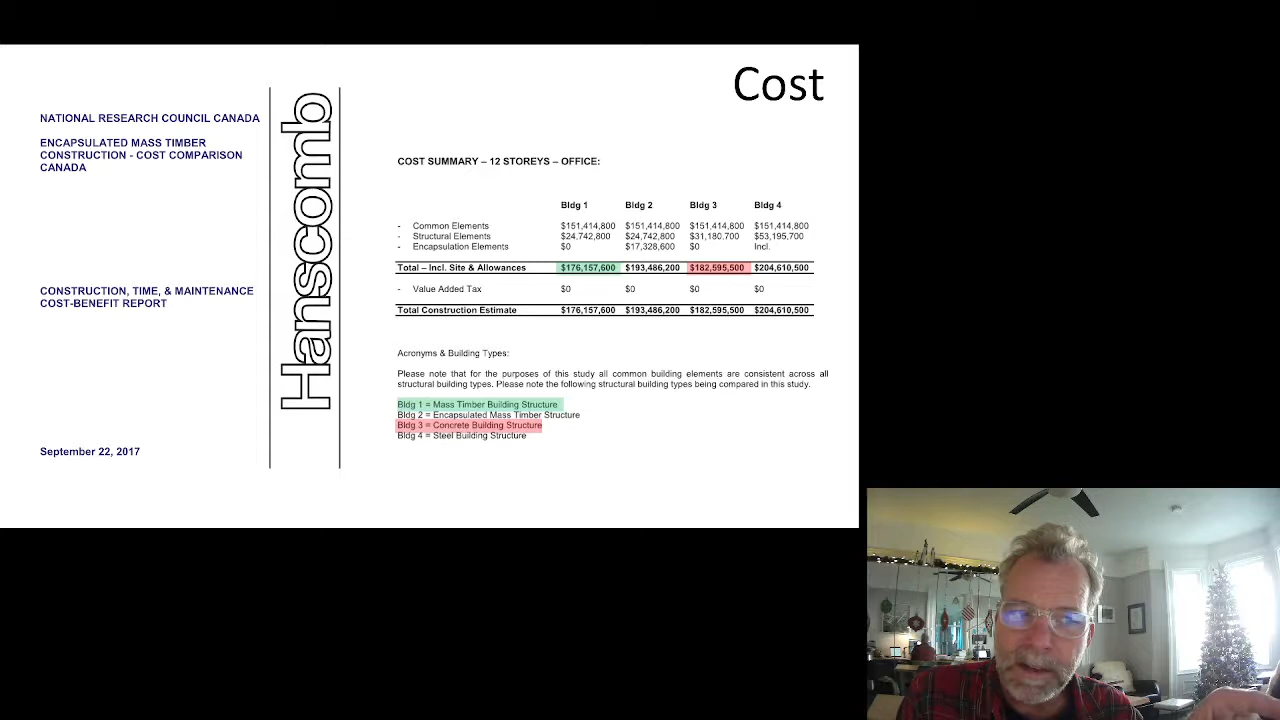 Cost
NATIONAL RESEARCH COUNCIL CANADA
ENCAPSULATED MASS TIMBER
CONSTRUCTION - COST COMPARISON
CANADA
CONSTRUCTION, TIME, & MAINTENANCE
COST-BENEFIT REPORT
September 22, 2017
Hanscomb
COST SUMMARY – 12 STOREYS – OFFICE:
Bldg 1 Bldg 2 Bldg 3 Bldg 4
- Common Elements $151,414,800 $151,414,800 $151,414,800 $151,414,800
- Structural Elements $24,742,800 $24,742,800 $31,180,700 $53,195,700
- Encapsulation Elements $0 $17,328,600 $0 Incl.
Total – Incl. Site & Allowances $176,157,600 $193,486,200 $182,595,500 $204,610,500
- Value Added Tax $0 $0 $0 $0
Total Construction Estimate $176,157,600 $193,486,200 $182,595,500 $204,610,500
Acronyms & Building Types:
Please note that for the purposes of this study all common building elements are consistent across all
structural building types. Please note the following structural building types being compared in this study.
Bldg 1 = Mass Timber Building Structure
Bldg 2 = Encapsulated Mass Timber Structure
Bldg 3 = Concrete Building Structure
Bldg 4 = Steel Building Structure